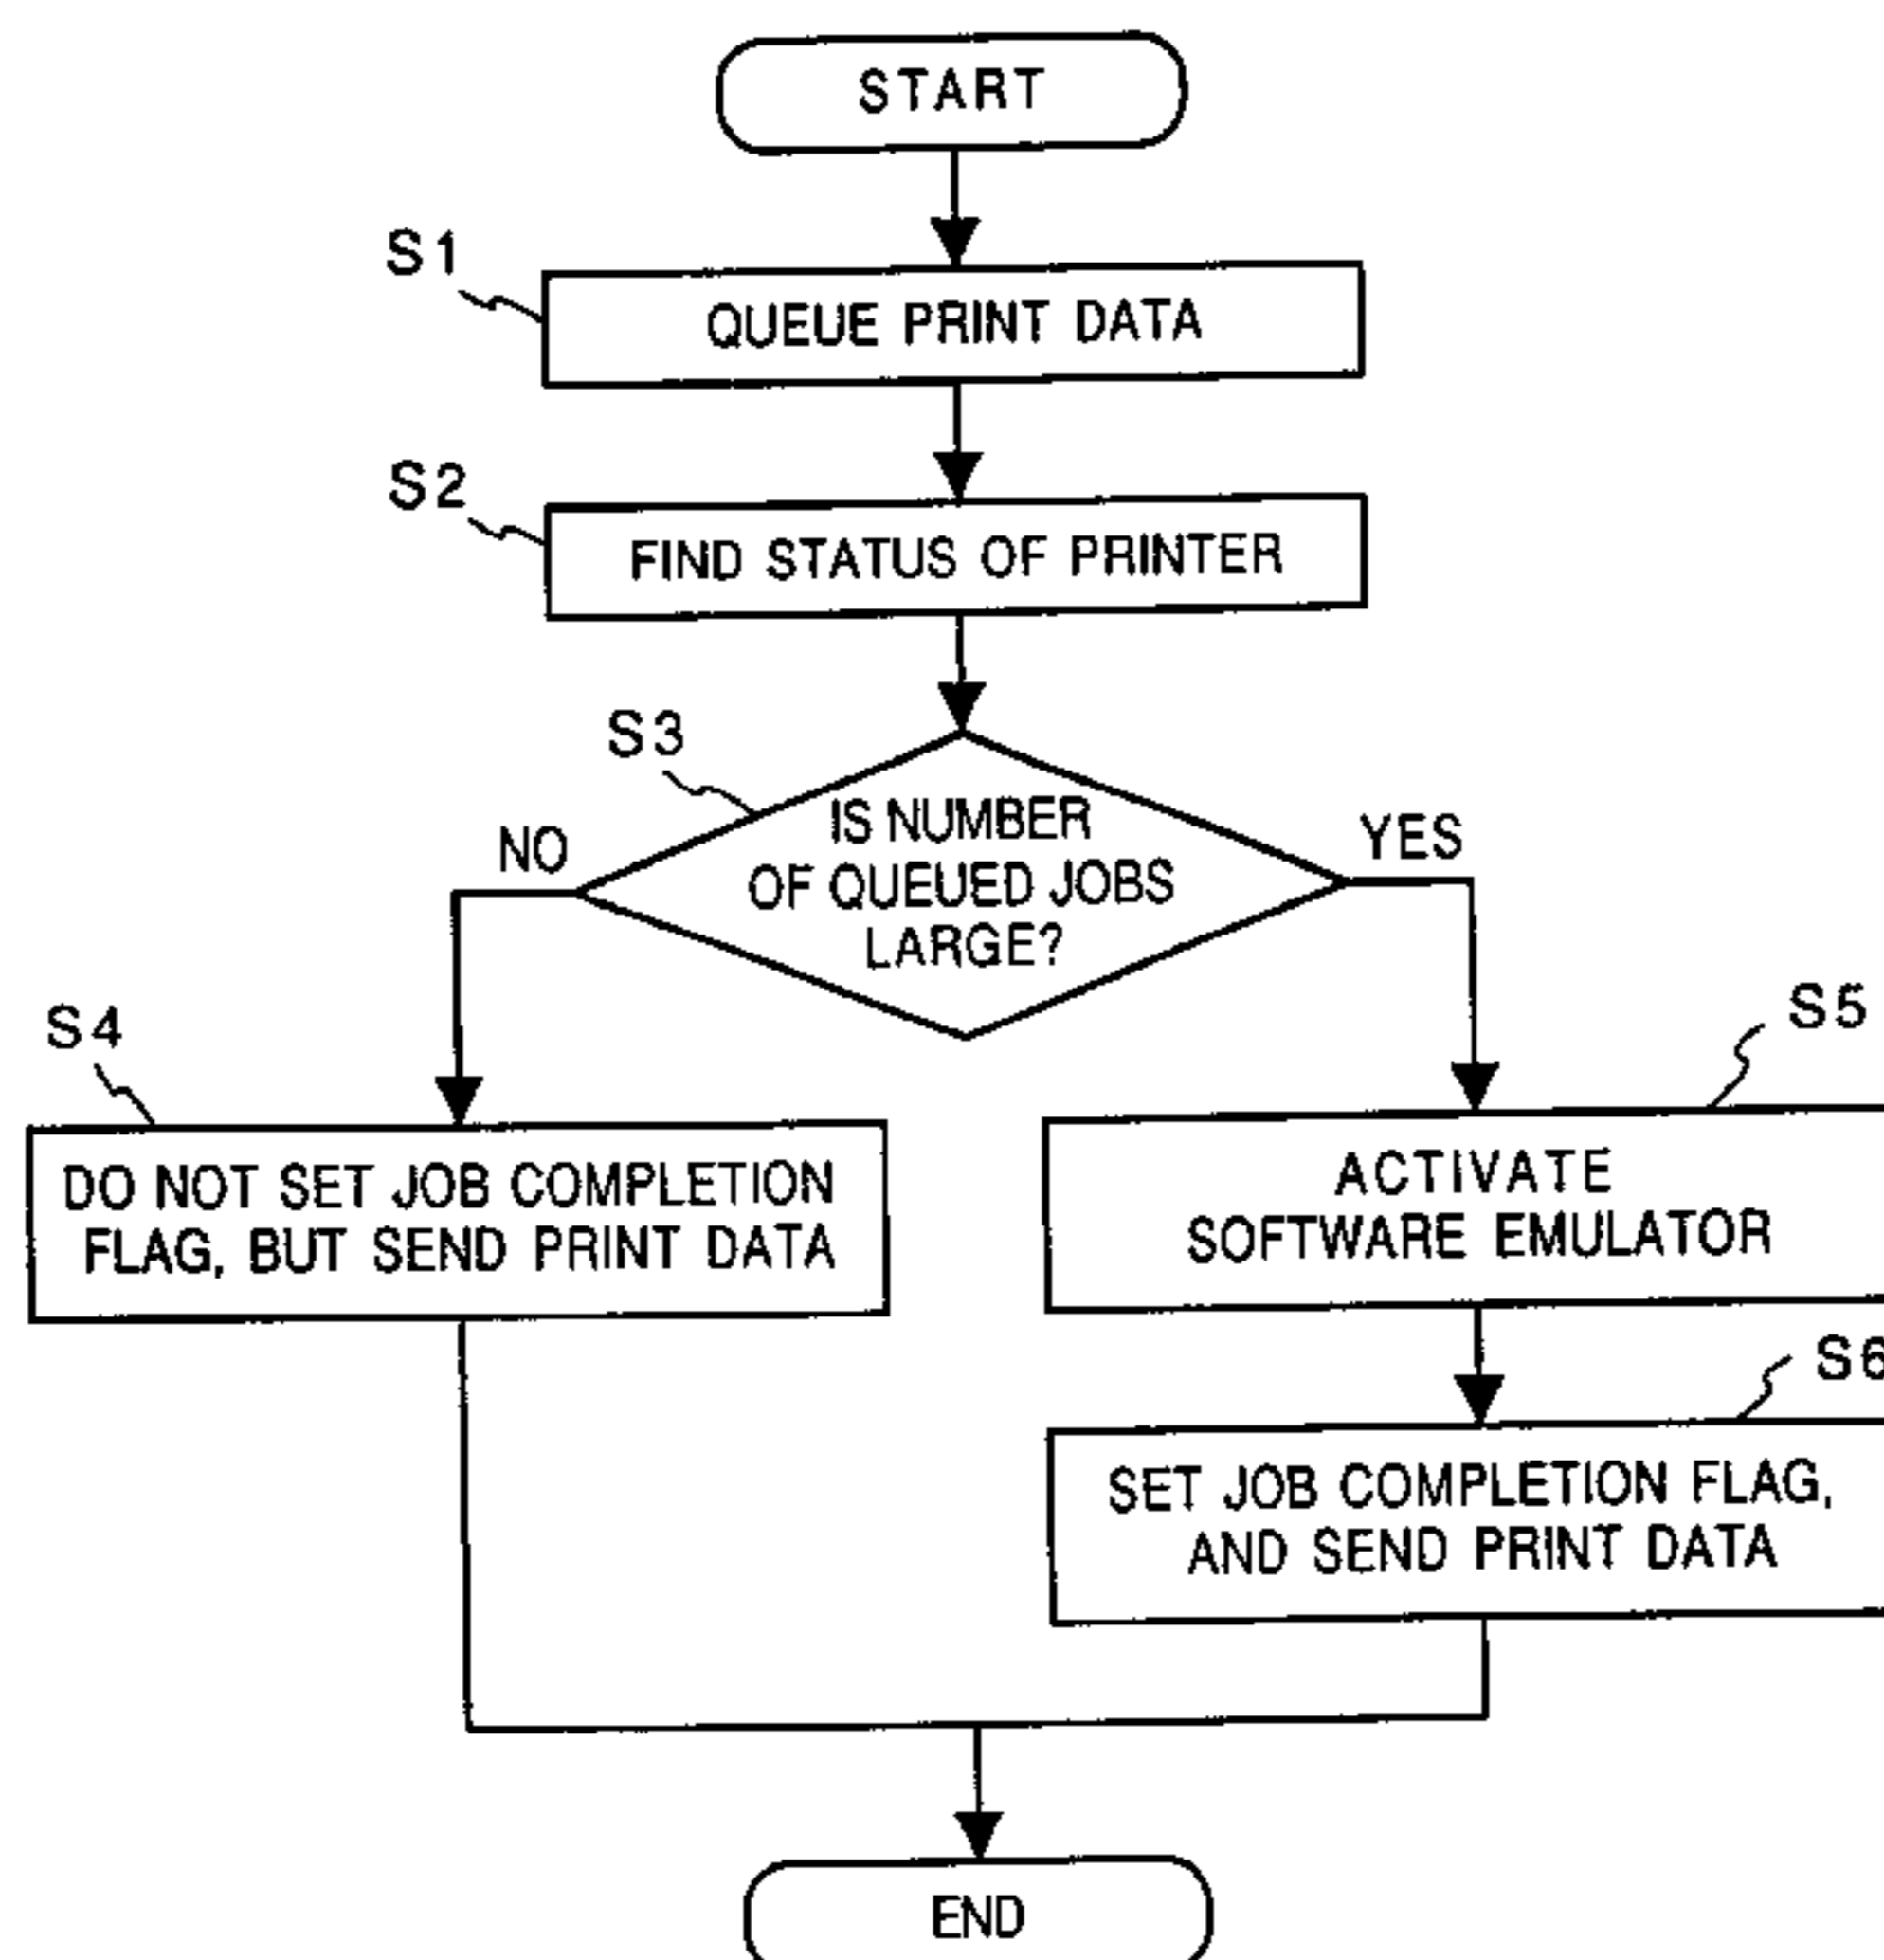 START
S1
QUEUE PRINT DATA
S2
FIND STATUS OF PRINTER
S3
IS NUMBER
OF QUEUED JOBS
LARGE?
NO
YES
S4
DO NOT SET JOB COMPLETION
FLAG, BUT SEND PRINT DATA
S5
ACTIVATE
SOFTWARE EMULATOR
S6
SET JOB COMPLETION FLAG,
AND SEND PRINT DATA
END